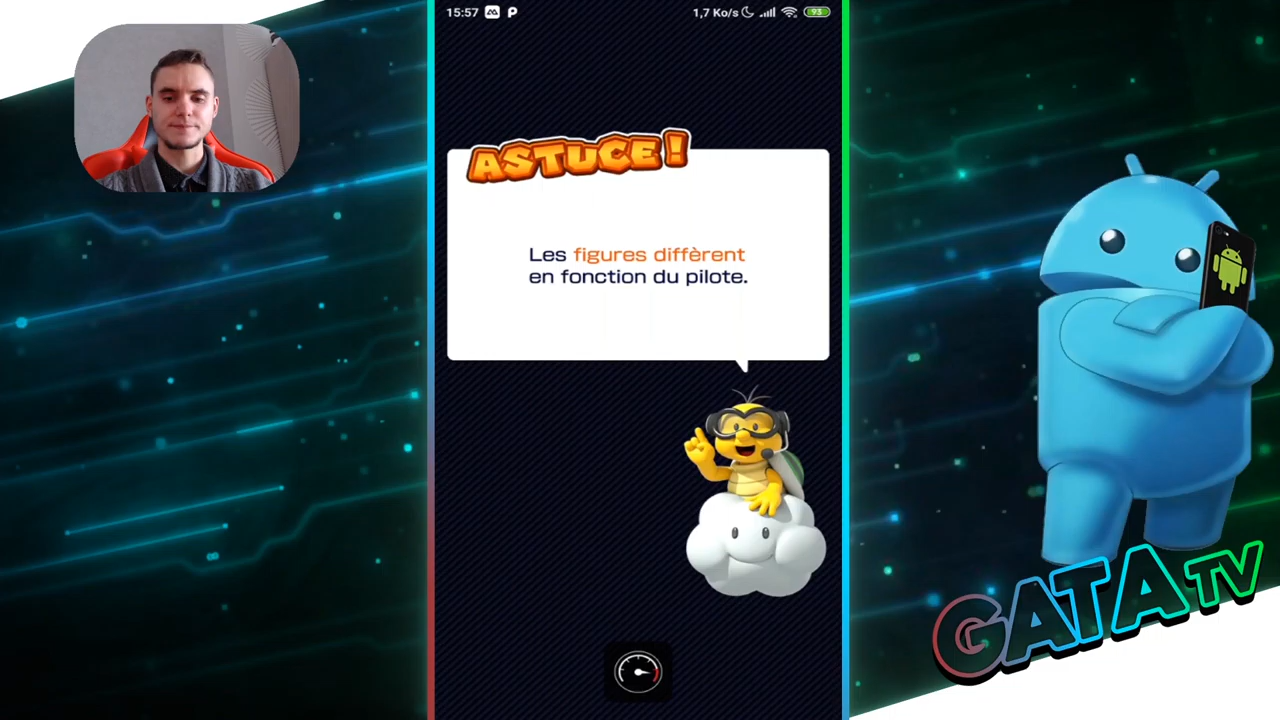 15:57 P 1,7 Ko/s 93
ASTUCE !
Les figures diffèrent
en fonction du pilote.
GATA TV